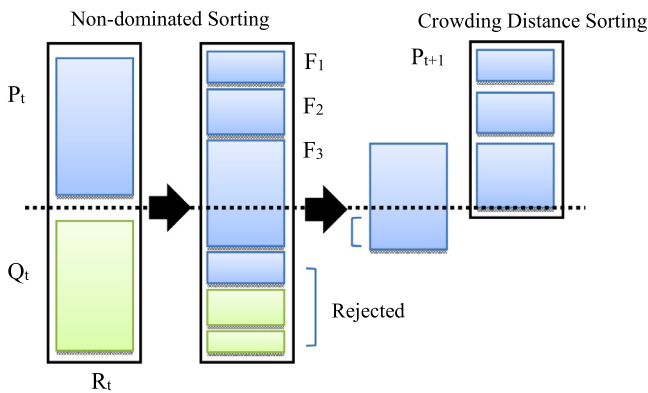 Non-dominated Sorting
Crowding Distance Sorting
Pt
F1
Pt+1
F2
F3
Qt
Rejected
Rt